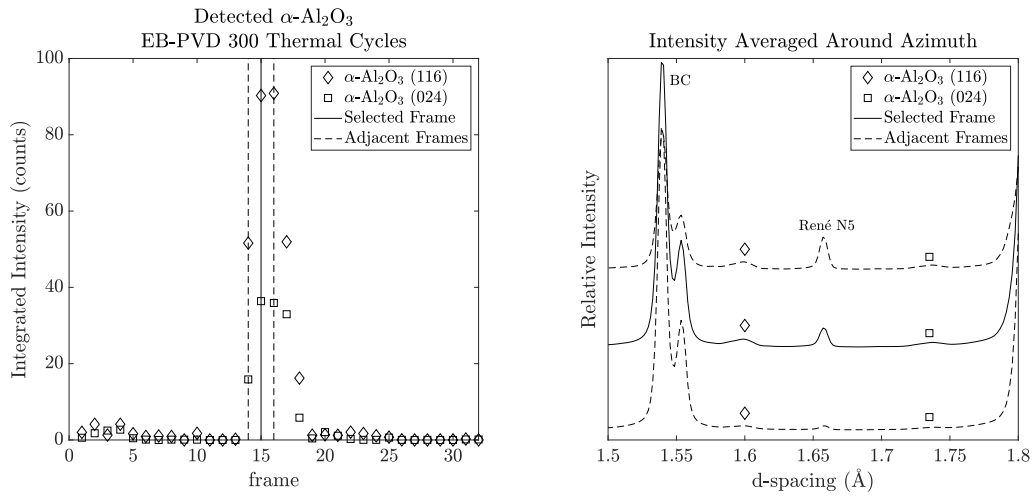 Detected α-Al₂O₃
EB-PVD 300 Thermal Cycles
Integrated Intensity (counts)
100
80
60
40
20
0
0
5
10
15
20
25
30
frame
α-Al₂O₃ (116)
α-Al₂O₃ (024)
Selected Frame
Adjacent Frames
Intensity Averaged Around Azimuth
Relative Intensity
BC
René N5
α-Al₂O₃ (116)
α-Al₂O₃ (024)
Selected Frame
Adjacent Frames
1.5
1.55
1.6
1.65
1.7
1.75
1.8
d-spacing (Å)